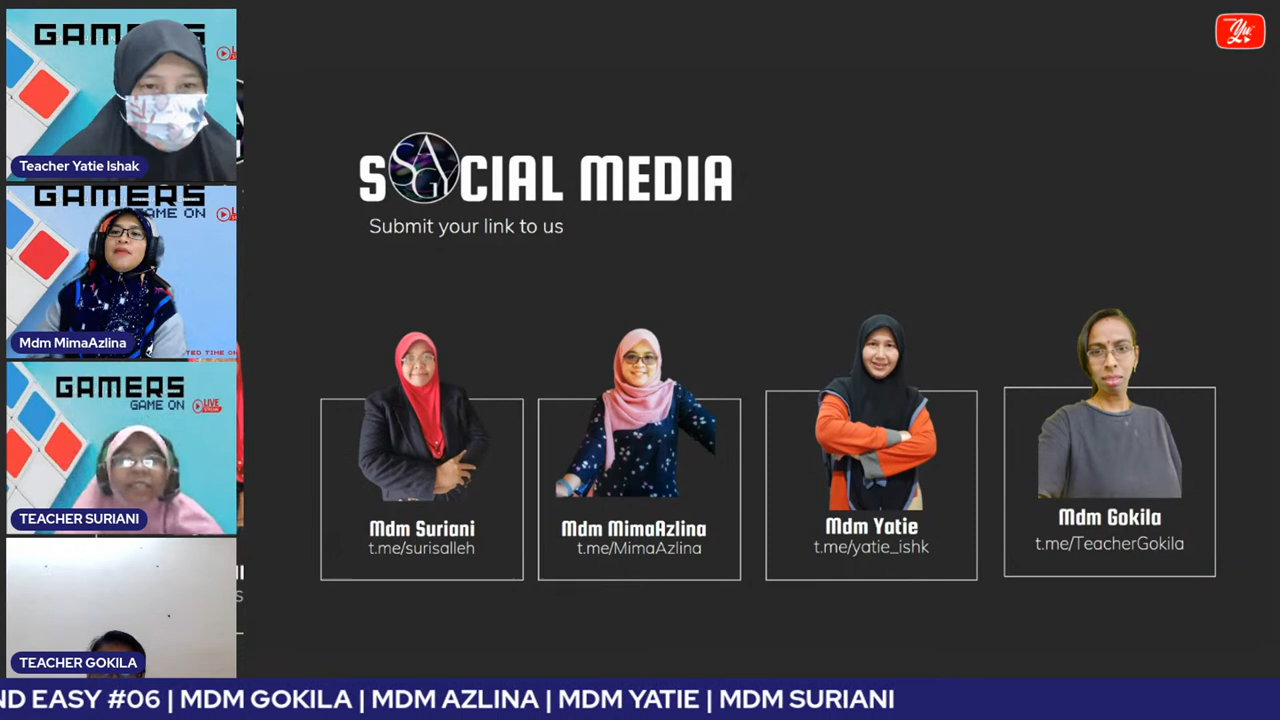 GAMERS
Teacher Yatie Ishak
GAMERS
GAME ON
Mdm MimaAzlina
GAMERS
GAME ON
LIVE
TEACHER SURIANI
TEACHER GOKILA
SOCIAL MEDIA
Submit your link to us
Mdm Suriani
t.me/surisalleh
Mdm MimaAzlina
t.me/MimaAzlina
Mdm Yatie
t.me/yatie_ishk
Mdm Gokila
t.me/TeacherGokila
ND EASY #06 | MDM GOKILA | MDM AZLINA | MDM YATIE | MDM SURIANI